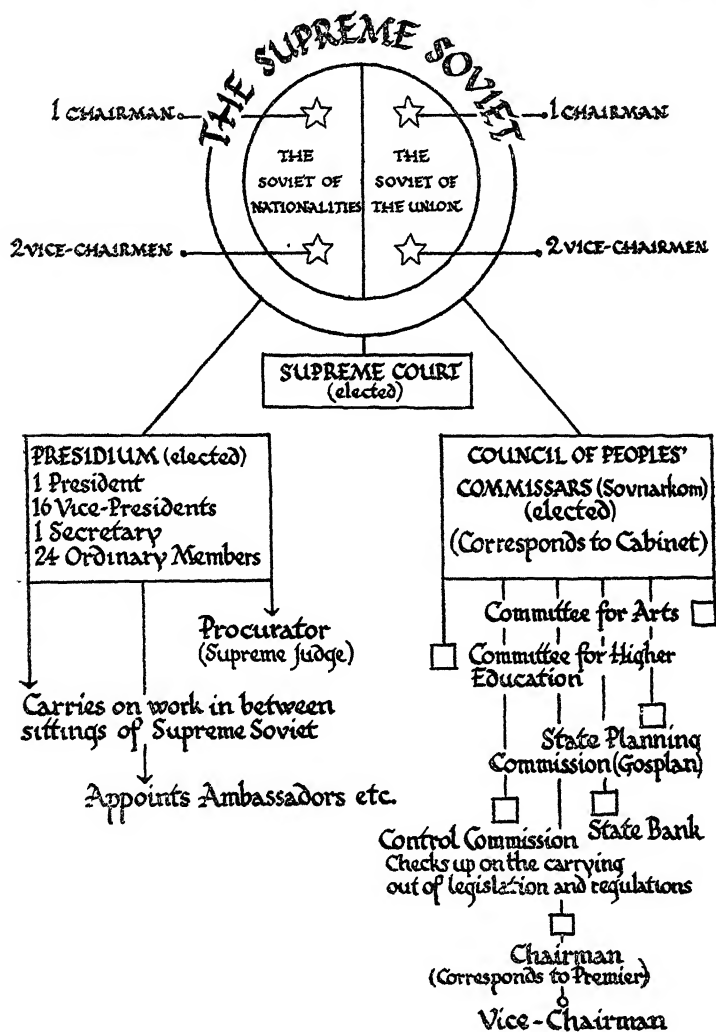 THE SUPREME SOVIET
1 CHAIRMAN
1 CHAIRMAN
THE
SOVIET OF
NATIONALITIES
THE
SOVIET OF
THE UNION
2 VICE-CHAIRMEN
2 VICE-CHAIRMEN
SUPREME COURT
(elected)
PRESIDIUM (elected)
1 President
16 Vice-Presidents
1 Secretary
24 Ordinary Members
Procurator
(Supreme Judge)
Carries on work in between
sittings of Supreme Soviet
Appoints Ambassadors etc.
COUNCIL OF PEOPLES'
COMMISSARS (Sovnarkom)
(elected)
(Corresponds to Cabinet)
Committee for Arts
Committee for Higher
Education
State Planning
Commission (Gosplan)
State Bank
Control Commission
Checks up on the carrying
out of legislation and regulations
Chairman
(Corresponds to Premier)
Vice-Chairman